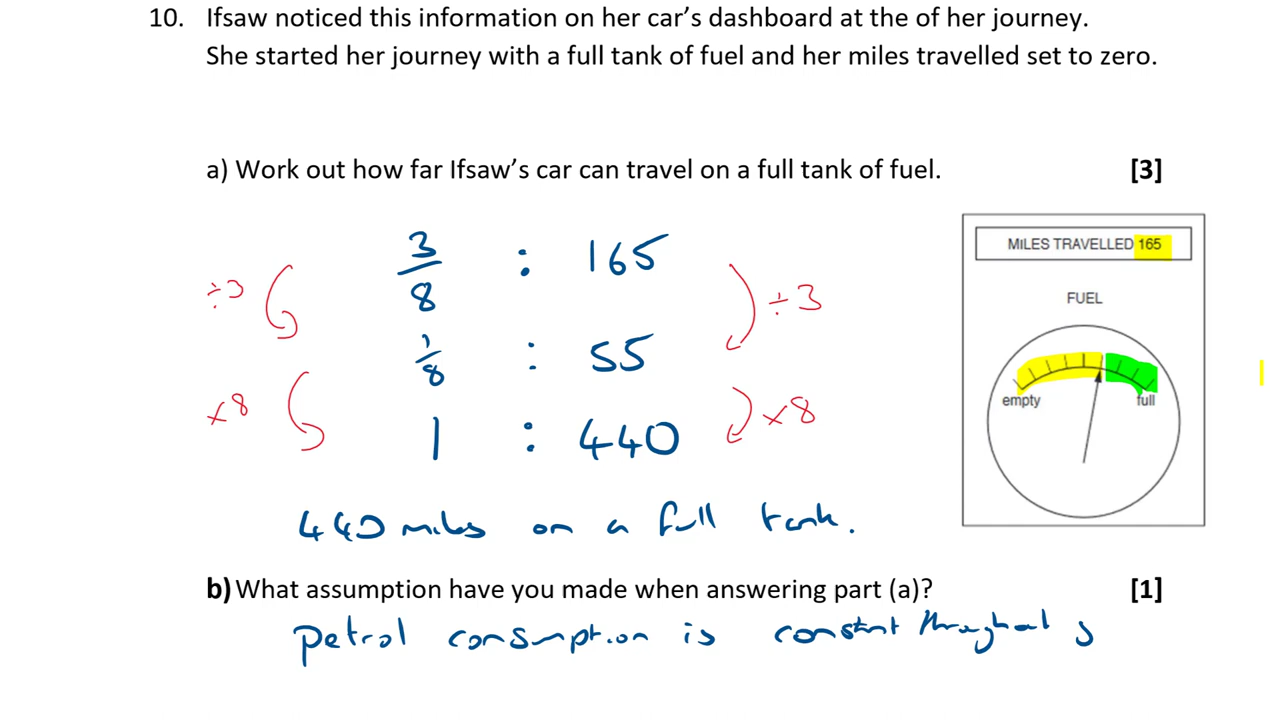 10. Ifsaw noticed this information on her car's dashboard at the of her journey.
She started her journey with a full tank of fuel and her miles travelled set to zero.
a) Work out how far Ifsaw's car can travel on a full tank of fuel. [3]
MILES TRAVELLED 165
FUEL
empty full
÷3 3/8 : 165 ÷3
1/8 : 55
×8 1 : 440 ×8
440 miles on a full tank.
b) What assumption have you made when answering part (a)? [1]
petrol consumption is constant throughout